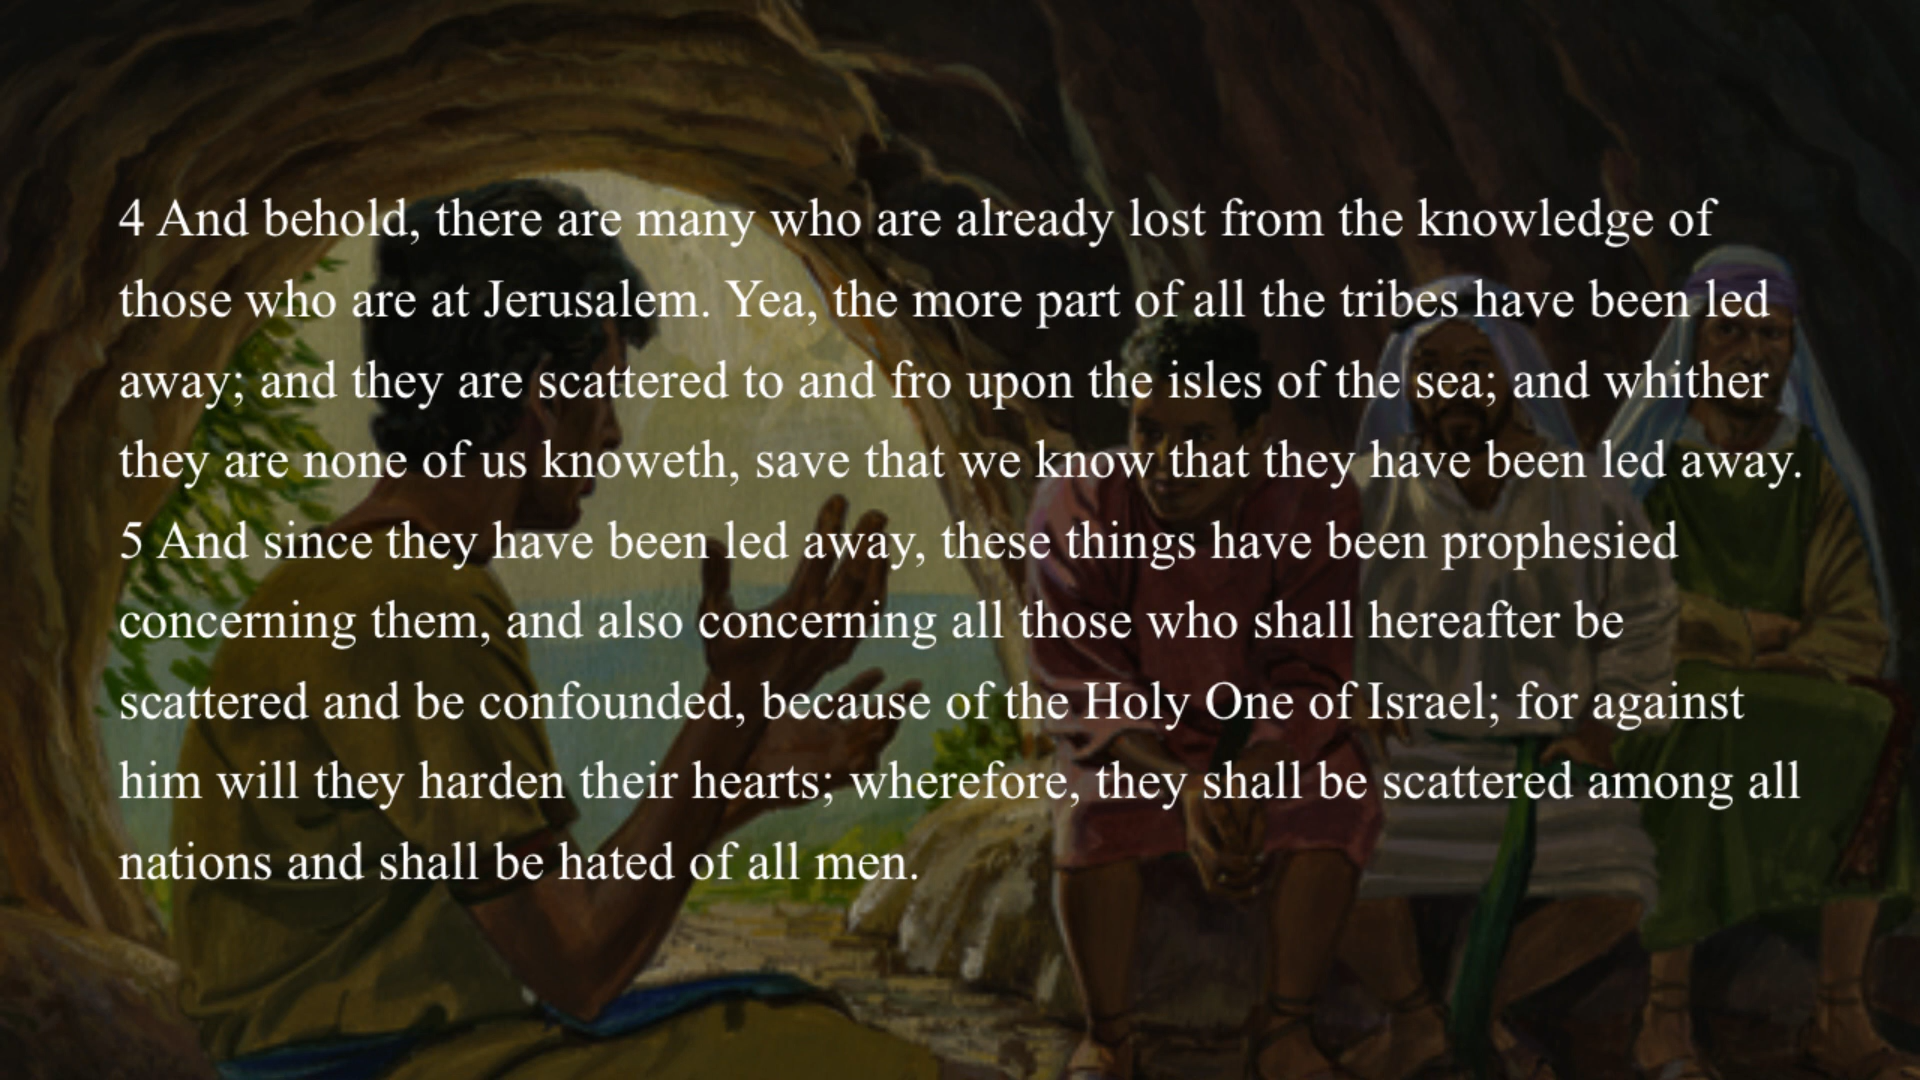 4 And behold, there are many who are already lost from the knowledge of
those who are at Jerusalem. Yea, the more part of all the tribes have been led
away; and they are scattered to and fro upon the isles of the sea; and whither
they are none of us knoweth, save that we know that they have been led away.
5 And since they have been led away, these things have been prophesied
concerning them, and also concerning all those who shall hereafter be
scattered and be confounded, because of the Holy One of Israel; for against
him will they harden their hearts; wherefore, they shall be scattered among all
nations and shall be hated of all men.